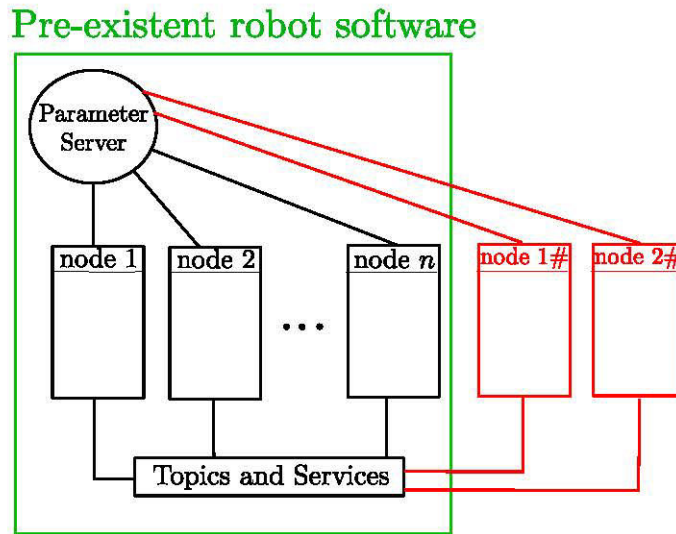 Pre-existent robot software
Parameter
Server
node 1
node 2
node n
node 1#
node 2#
...
Topics and Services